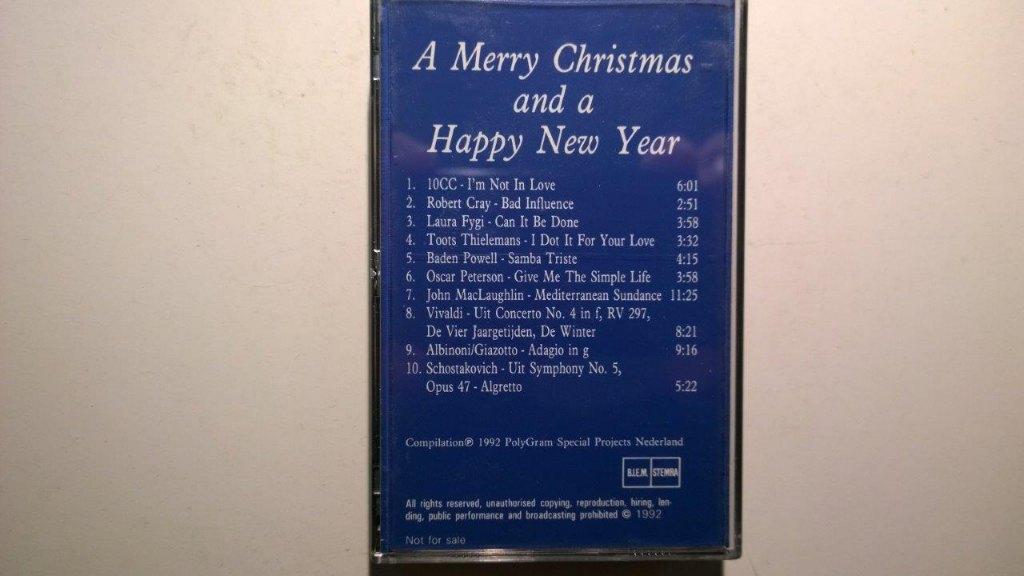 A Merry Christmas
and a
Happy New Year
1. 10CC - I'm Not In Love 6:01
2. Robert Cray - Bad Influence 2:51
3. Laura Fygi - Can It Be Done 3:58
4. Toots Thielemans - I Dot It For Your Love 3:32
5. Baden Powell - Samba Triste 4:15
6. Oscar Peterson - Give Me The Simple Life 3:58
7. John MacLaughlin - Mediterranean Sundance 11:25
8. Vivaldi - Uit Concerto No. 4 in f, RV 297,
De Vier Jaargetijden, De Winter 8:21
9. Albinoni/Giazotto - Adagio in g 9:16
10. Schostakovich - Uit Symphony No. 5,
Opus 47 - Algretto 5:22
Compilation℗ 1992 PolyGram Special Projects Nederland
B.I.E.M. STEMRA
All rights reserved, unauthorised copying, reproduction, hiring, len-
ding, public performance and broadcasting prohibited © 1992
Not for sale